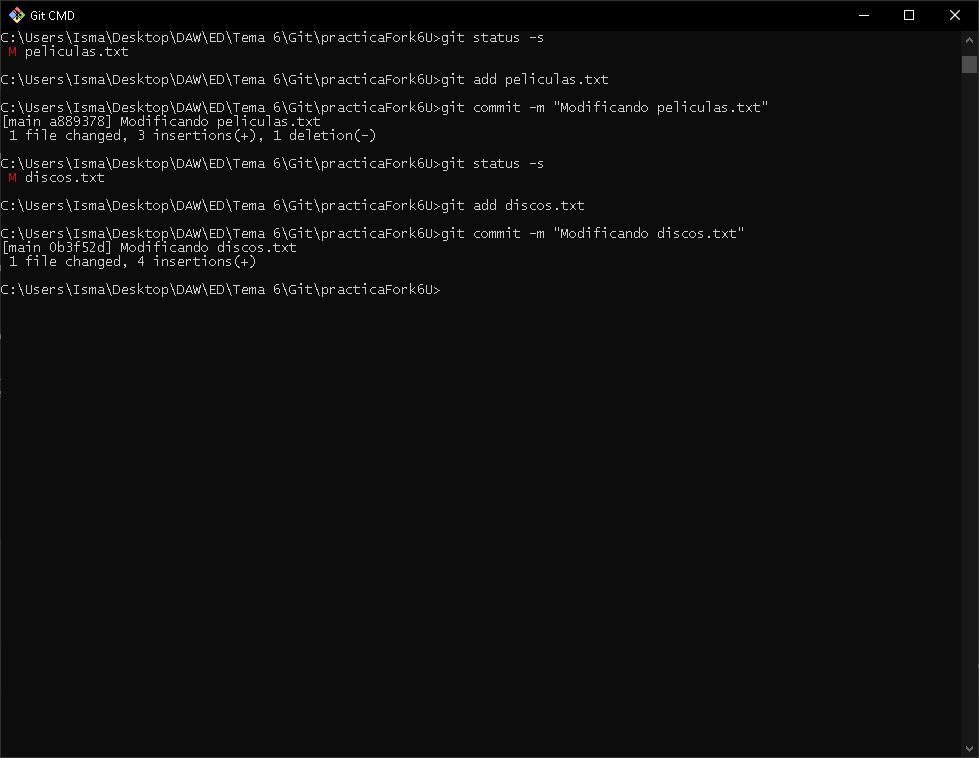 Git CMD
C:\Users\Isma\Desktop\DAW\ED\Tema 6\Git\practicaFork6U>git status -s
 M peliculas.txt
C:\Users\Isma\Desktop\DAW\ED\Tema 6\Git\practicaFork6U>git add peliculas.txt
C:\Users\Isma\Desktop\DAW\ED\Tema 6\Git\practicaFork6U>git commit -m "Modificando peliculas.txt"
[main a889378] Modificando peliculas.txt
 1 file changed, 3 insertions(+), 1 deletion(-)
C:\Users\Isma\Desktop\DAW\ED\Tema 6\Git\practicaFork6U>git status -s
 M discos.txt
C:\Users\Isma\Desktop\DAW\ED\Tema 6\Git\practicaFork6U>git add discos.txt
C:\Users\Isma\Desktop\DAW\ED\Tema 6\Git\practicaFork6U>git commit -m "Modificando discos.txt"
[main 0b3f52d] Modificando discos.txt
 1 file changed, 4 insertions(+)
C:\Users\Isma\Desktop\DAW\ED\Tema 6\Git\practicaFork6U>